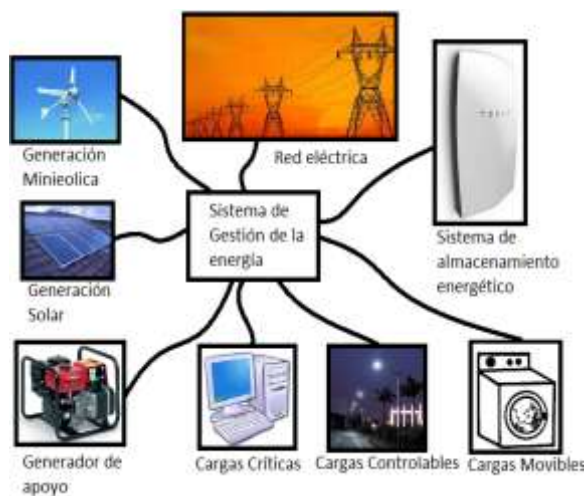 Generación
Minieolica
Red eléctrica
Sistema de
Gestión de la
energía
Sistema de
almacenamiento
energético
Generación
Solar
Generador de
apoyo
Cargas Críticas
Cargas Controlables
Cargas Movibles